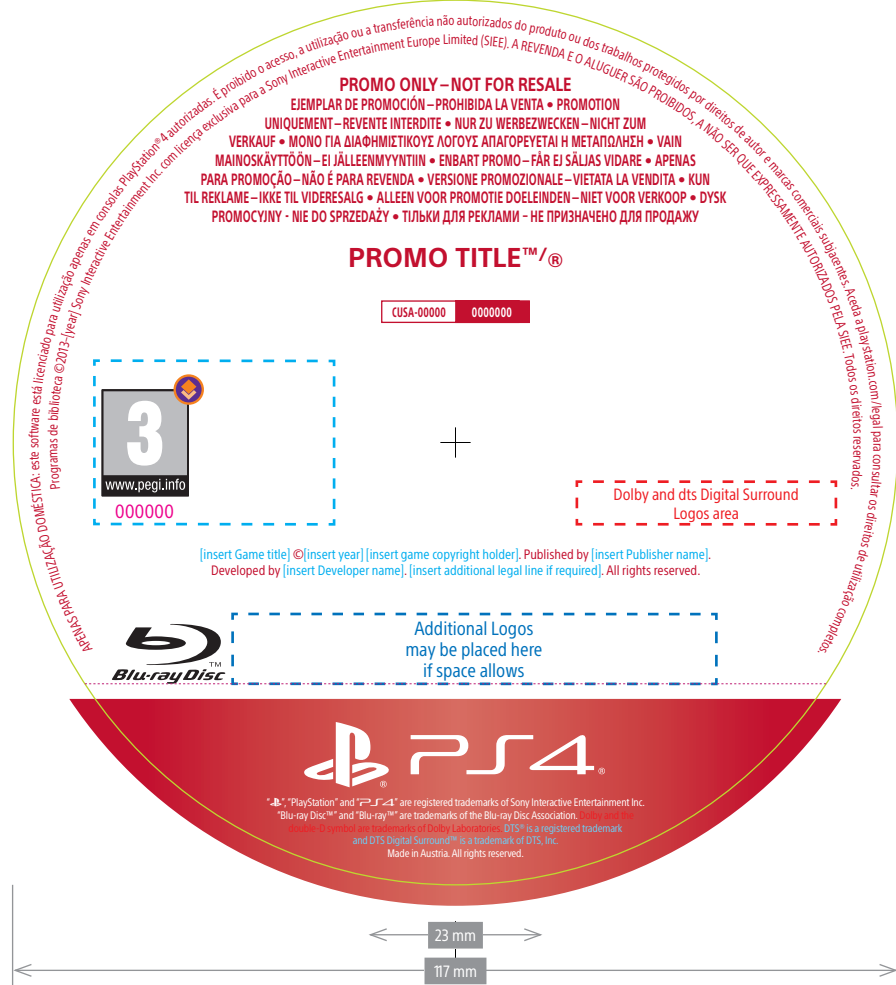 APENAS PARA UTILIZAÇÃO DOMÉSTICA: este software está licenciado para utilização apenas em consolas PlayStation®4 autorizadas. É proibido o acesso, a utilização ou a transferência não autorizados do produto ou dos trabalhos protegidos por direitos de autor e marcas comerciais subjacentes. Aceda a playstation.com/legal para consultar os direitos de utilização completos.
Programas de biblioteca ©2013-[year] Sony Interactive Entertainment Inc. com licença exclusiva para a Sony Interactive Entertainment Europe Limited (SIEE). A REVENDA E O ALUGUER SÃO PROIBIDOS, A NÃO SER QUE EXPRESSAMENTE AUTORIZADOS PELA SIEE. Todos os direitos reservados.
PROMO ONLY – NOT FOR RESALE
EJEMPLAR DE PROMOCIÓN – PROHIBIDA LA VENTA • PROMOTION
UNIQUEMENT – REVENTE INTERDITE • NUR ZU WERBEZWECKEN – NICHT ZUM
VERKAUF • ΜΟΝΟ ΓΙΑ ΔΙΑΦΗΜΙΣΤΙΚΟΥΣ ΛΟΓΟΥΣ ΑΠΑΓΟΡΕΥΕΤΑΙ Η ΜΕΤΑΠΩΛΗΣΗ • VAIN
MAINOSKÄYTTÖÖN – EI JÄLLEENMYYNTIIN • ENBART PROMO – FÅR EJ SÄLJAS VIDARE • APENAS
PARA PROMOÇÃO – NÃO É PARA REVENDA • VERSIONE PROMOZIONALE – VIETATA LA VENDITA • KUN
TIL REKLAME – IKKE TIL VIDERESALG • ALLEEN VOOR PROMOTIE DOELEINDEN – NIET VOOR VERKOOP • DYSK
PROMOCYJNY - NIE DO SPRZEDAŻY • ТІЛЬКИ ДЛЯ РЕКЛАМИ – НЕ ПРИЗНАЧЕНО ДЛЯ ПРОДАЖУ
PROMO TITLE™/®
CUSA-00000 0000000
3
www.pegi.info
000000
Dolby and dts Digital Surround
Logos area
[insert Game title] ©[insert year] [insert game copyright holder]. Published by [insert Publisher name].
Developed by [insert Developer name]. [insert additional legal line if required]. All rights reserved.
Blu-ray Disc™
Additional Logos
may be placed here
if space allows
PS4®
"PS", "PlayStation" and "PS4" are registered trademarks of Sony Interactive Entertainment Inc.
"Blu-ray Disc™" and "Blu-ray™" are trademarks of the Blu-ray Disc Association. Dolby and the
double-D symbol are trademarks of Dolby Laboratories. DTS® is a registered trademark
and DTS Digital Surround™ is a trademark of DTS, Inc.
Made in Austria. All rights reserved.
23 mm
117 mm